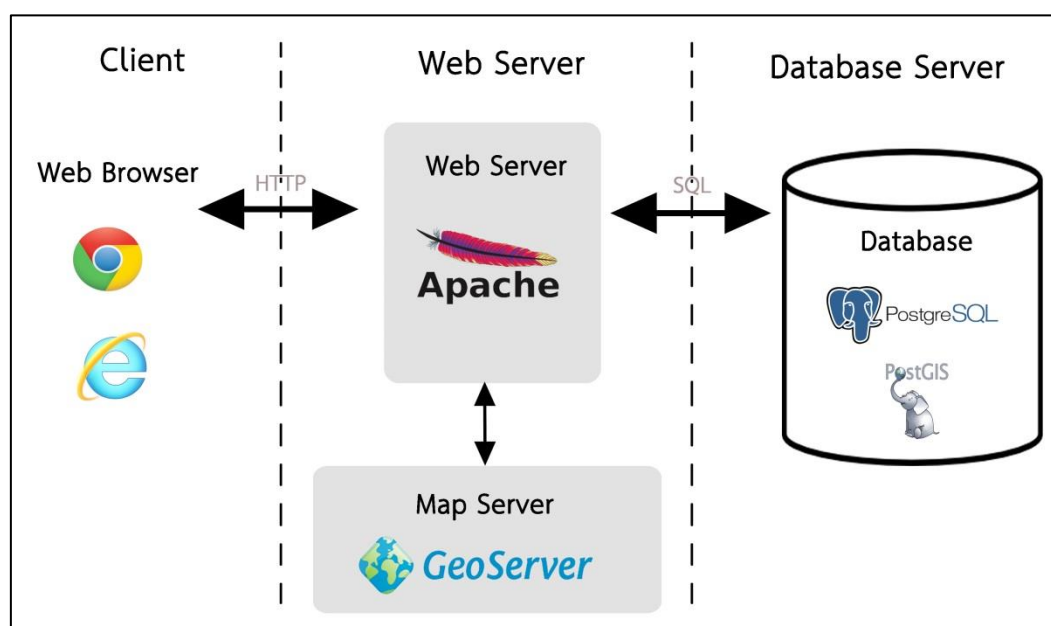 Client
Web Server
Database Server
Web Browser
HTTP
Web Server
Apache
SQL
Database
PostgreSQL
PostGIS
Map Server
GeoServer